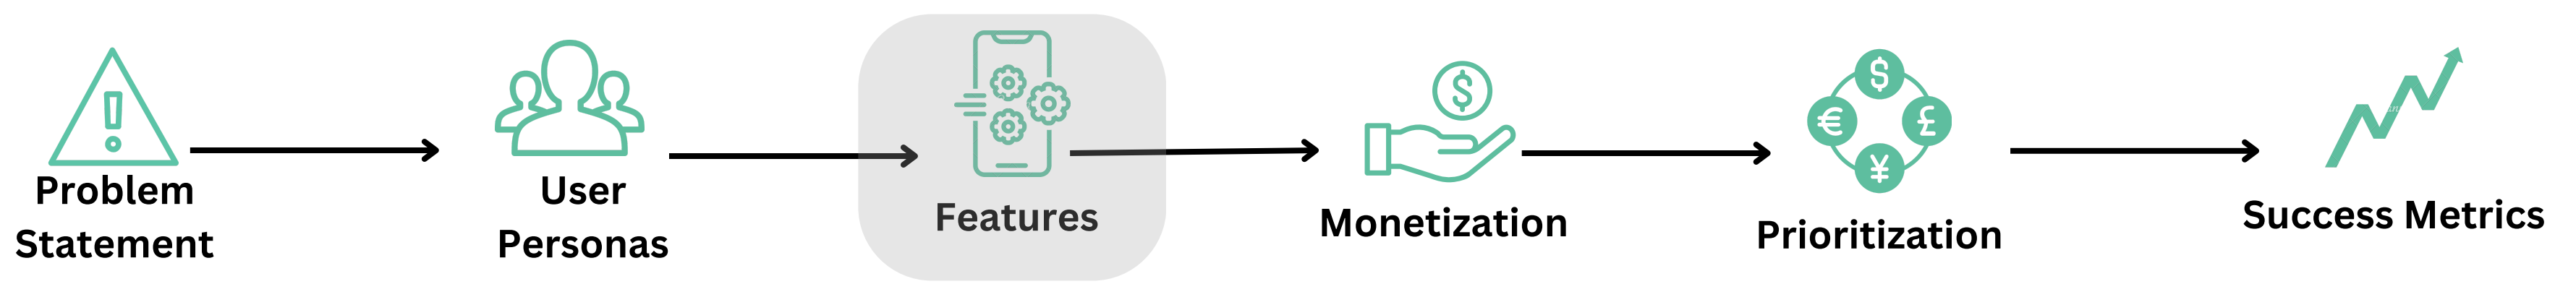 Problem
Statement
User
Personas
Features
$
Monetization
$
€
£
¥
Prioritization
Success Metrics